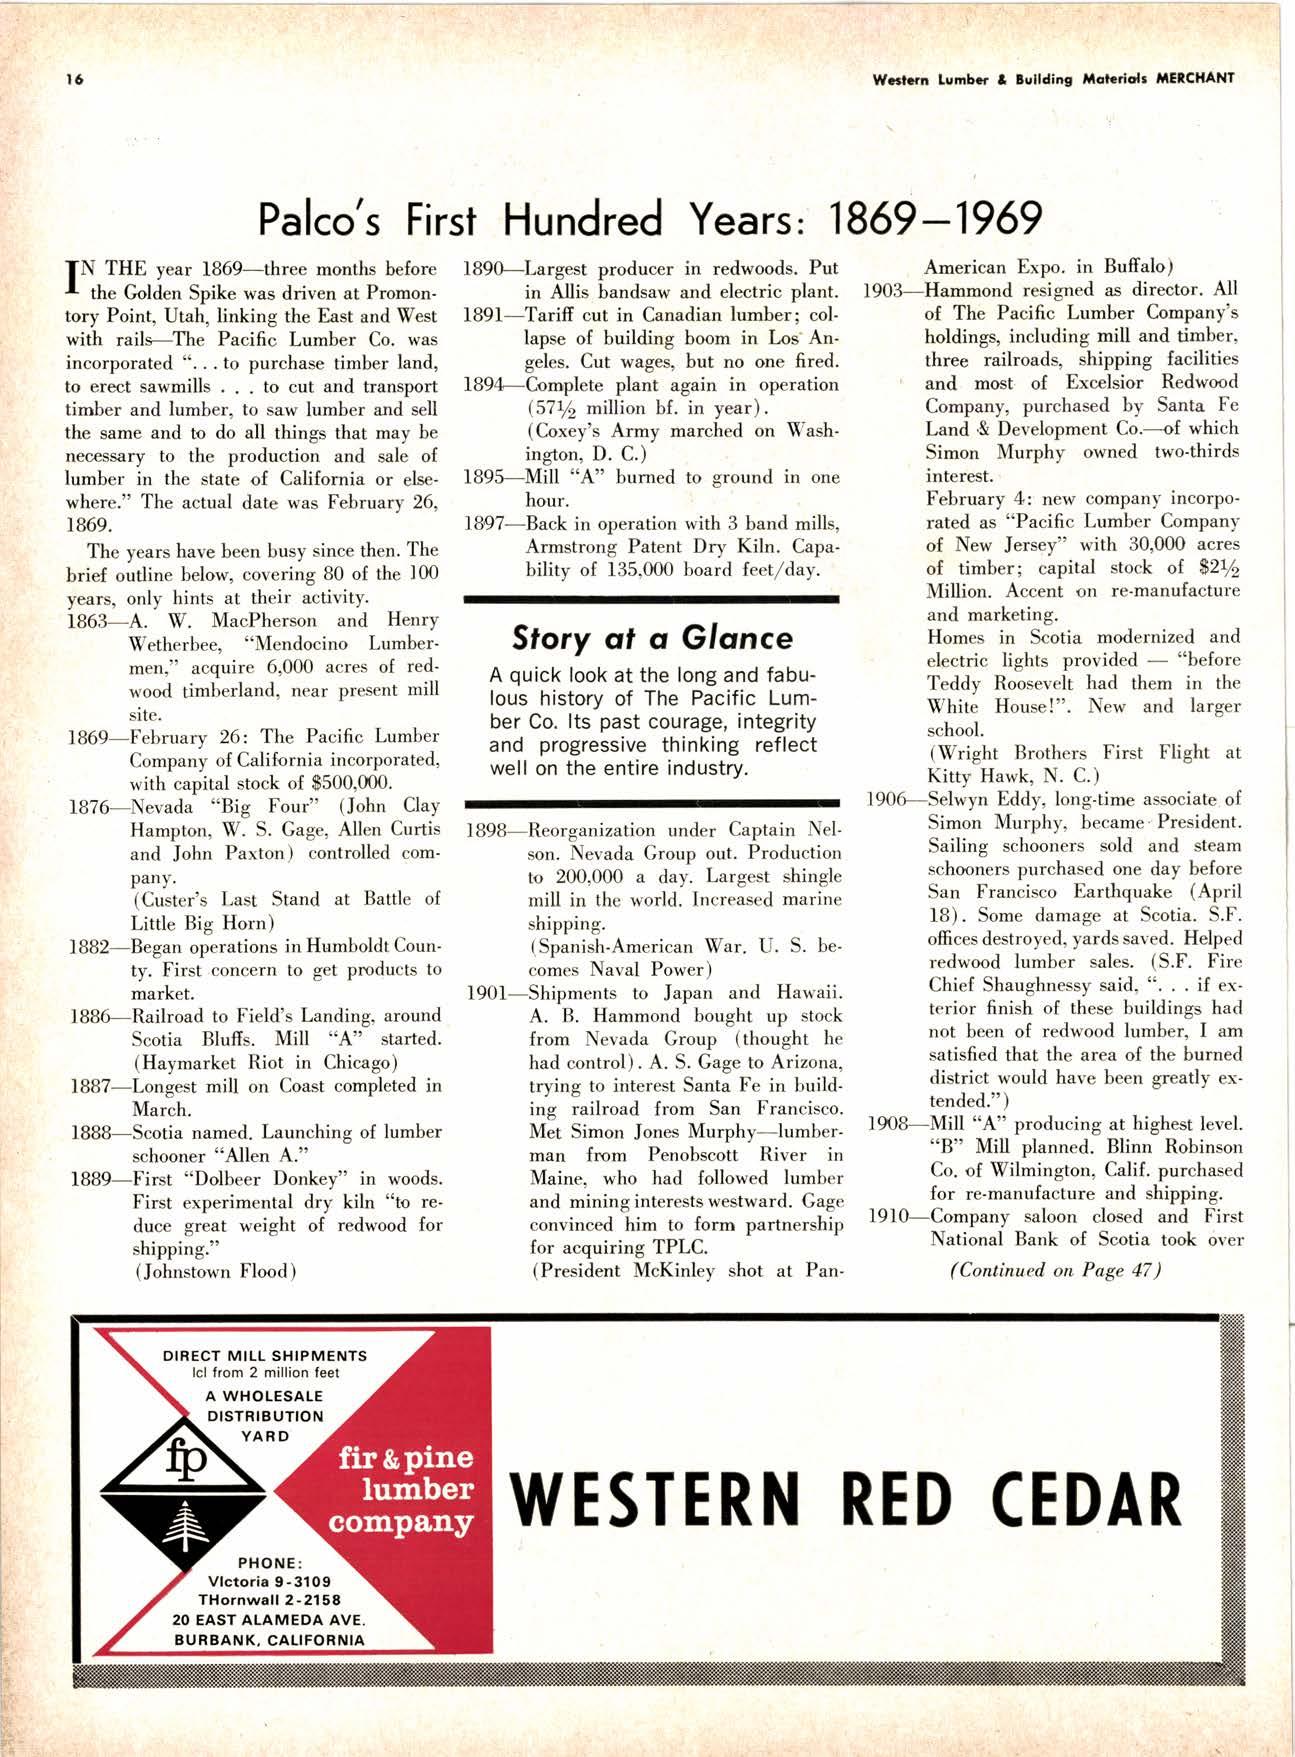 16
Western Lumber & Building Materials MERCHANT
Palco's First Hundred Years: 1869–1969
IN THE year 1869—three months before
the Golden Spike was driven at Promon-
tory Point, Utah, linking the East and West
with rails—The Pacific Lumber Co. was
incorporated “. . . to purchase timber land,
to erect sawmills . . . to cut and transport
timber and lumber, to saw lumber and sell
the same and to do all things that may be
necessary to the production and sale of
lumber in the state of California or else-
where.” The actual date was February 26,
1869.
The years have been busy since then. The
brief outline below, covering 80 of the 100
years, only hints at their activity.
1863—A. W. MacPherson and Henry
Wetherbee, “Mendocino Lumber-
men,” acquire 6,000 acres of red-
wood timberland, near present mill
site.
1869—February 26: The Pacific Lumber
Company of California incorporated,
with capital stock of $500,000.
1876—Nevada “Big Four” (John Clay
Hampton, W. S. Gage, Allen Curtis
and John Paxton) controlled com-
pany.
(Custer's Last Stand at Battle of
Little Big Horn)
1882—Began operations in Humboldt Coun-
ty. First concern to get products to
market.
1886—Railroad to Field's Landing, around
Scotia Bluffs. Mill “A” started.
(Haymarket Riot in Chicago)
1887—Longest mill on Coast completed in
March.
1888—Scotia named. Launching of lumber
schooner “Allen A.”
1889—First “Dolbeer Donkey” in woods.
First experimental dry kiln “to re-
duce great weight of redwood for
shipping.”
(Johnstown Flood)
1890—Largest producer in redwoods. Put
in Allis bandsaw and electric plant.
1891—Tariff cut in Canadian lumber; col-
lapse of building boom in Los An-
geles. Cut wages, but no one fired.
1894—Complete plant again in operation
(57½ million bf. in year).
(Coxey's Army marched on Wash-
ington, D. C.)
1895—Mill “A” burned to ground in one
hour.
1897—Back in operation with 3 band mills,
Armstrong Patent Dry Kiln. Capa-
bility of 135,000 board feet/day.
Story at a Glance
A quick look at the long and fabu-
lous history of The Pacific Lum-
ber Co. Its past courage, integrity
and progressive thinking reflect
well on the entire industry.
1898—Reorganization under Captain Nel-
son. Nevada Group out. Production
to 200,000 a day. Largest shingle
mill in the world. Increased marine
shipping.
(Spanish-American War. U. S. be-
comes Naval Power)
1901—Shipments to Japan and Hawaii.
A. B. Hammond bought up stock
from Nevada Group (thought he
had control). A. S. Gage to Arizona,
trying to interest Santa Fe in build-
ing railroad from San Francisco.
Met Simon Jones Murphy—lumber-
man from Penobscott River in
Maine, who had followed lumber
and mining interests westward. Gage
convinced him to form partnership
for acquiring TPLC.
(President McKinley shot at Pan-
American Expo. in Buffalo)
1903—Hammond resigned as director. All
of The Pacific Lumber Company's
holdings, including mill and timber,
three railroads, shipping facilities
and most of Excelsior Redwood
Company, purchased by Santa Fe
Land & Development Co.—of which
Simon Murphy owned two-thirds
interest.
February 4: new company incorpo-
rated as “Pacific Lumber Company
of New Jersey” with 30,000 acres
of timber; capital stock of $2½
Million. Accent on re-manufacture
and marketing.
Homes in Scotia modernized and
electric lights provided — “before
Teddy Roosevelt had them in the
White House!”. New and larger
school.
(Wright Brothers First Flight at
Kitty Hawk, N. C.)
1906—Selwyn Eddy, long-time associate of
Simon Murphy, became President.
Sailing schooners sold and steam
schooners purchased one day before
San Francisco Earthquake (April
18). Some damage at Scotia. S.F.
offices destroyed, yards saved. Helped
redwood lumber sales. (S.F. Fire
Chief Shaughnessy said, “. . . if ex-
terior finish of these buildings had
not been of redwood lumber, I am
satisfied that the area of the burned
district would have been greatly ex-
tended.”)
1908—Mill “A” producing at highest level.
“B” Mill planned. Blinn Robinson
Co. of Wilmington, Calif. purchased
for re-manufacture and shipping.
1910—Company saloon closed and First
National Bank of Scotia took over
(Continued on Page 47)
DIRECT MILL SHIPMENTS
lcl from 2 million feet
A WHOLESALE
DISTRIBUTION
YARD
fp
fir & pine
lumber
company
PHONE:
VIctoria 9-3109
THornwall 2-2158
20 EAST ALAMEDA AVE.
BURBANK, CALIFORNIA
WESTERN RED CEDAR